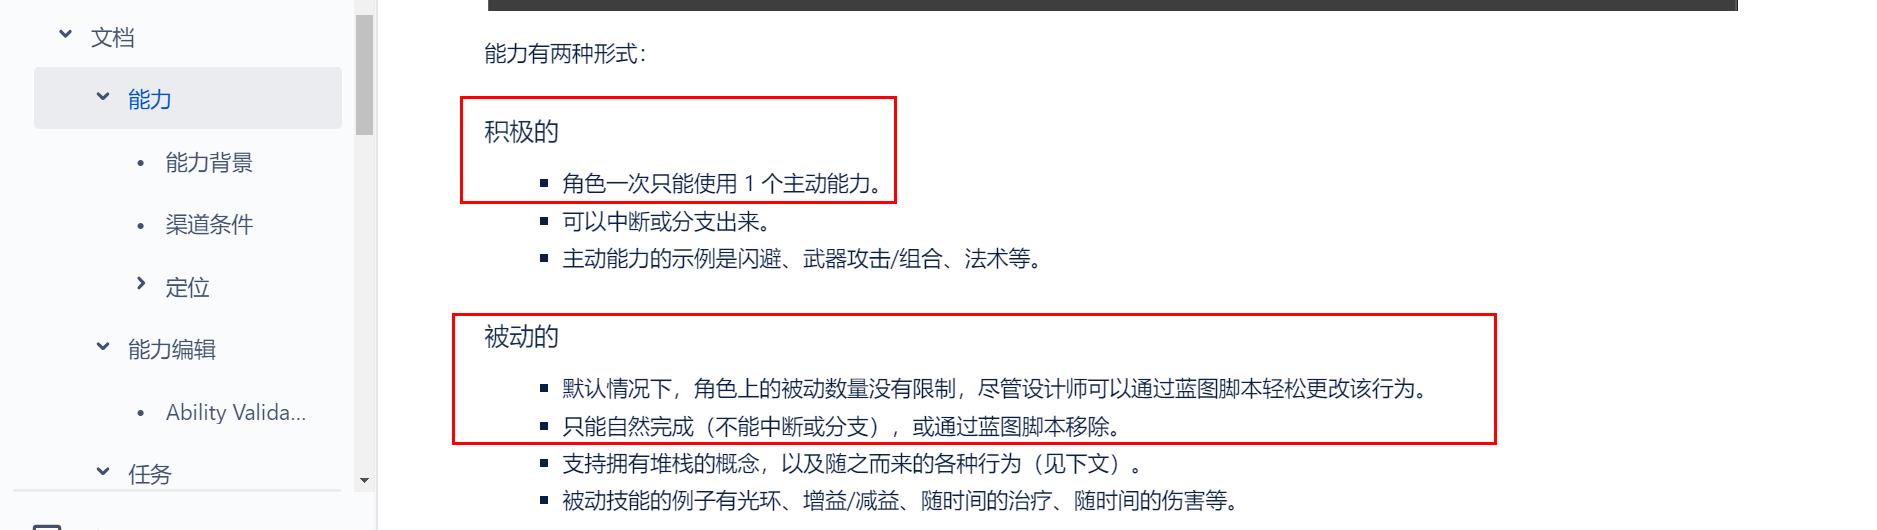 文档
能力
能力背景
渠道条件
定位
能力编辑
Ability Valida...
任务
能力有两种形式：
积极的
角色一次只能使用 1 个主动能力。
可以中断或分支出来。
主动能力的示例是闪避、武器攻击/组合、法术等。
被动的
默认情况下，角色上的被动数量没有限制，尽管设计师可以通过蓝图脚本轻松更改该行为。
只能自然完成（不能中断或分支），或通过蓝图脚本移除。
支持拥有堆栈的概念，以及随之而来的各种行为（见下文）。
被动技能的例子有光环、增益/减益、随时间的治疗、随时间的伤害等。